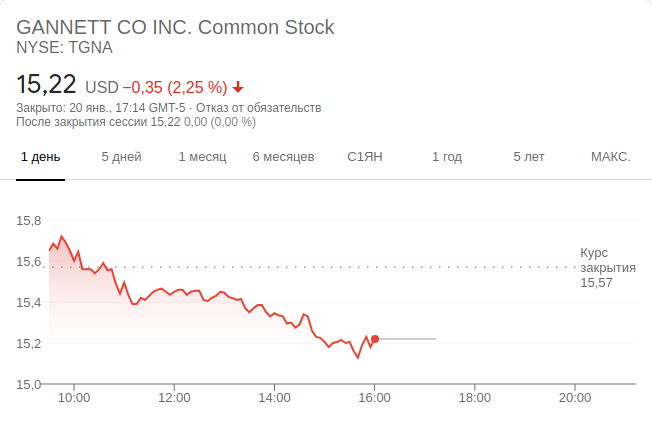 GANNETT CO INC. Common Stock
NYSE: TGNA
15,22 USD −0,35 (2,25 %)
Закрыто: 20 янв., 17:14 GMT-5 · Отказ от обязательств
После закрытия сессии 15,22 0,00 (0,00 %)
1 день 5 дней 1 месяц 6 месяцев С1ЯН 1 год 5 лет МАКС.
15,8
15,6
15,4
15,2
15,0
Курс
закрытия
15,57
10:00 12:00 14:00 16:00 18:00 20:00